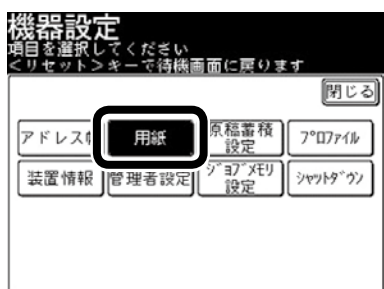 機器設定
項目を選択してください
<リセット>キーで待機画面に戻ります
閉じる
アドレス 用紙 原稿蓄積設定 プロファイル
装置情報 管理者設定 ジョブメモリ設定 シャットダウン